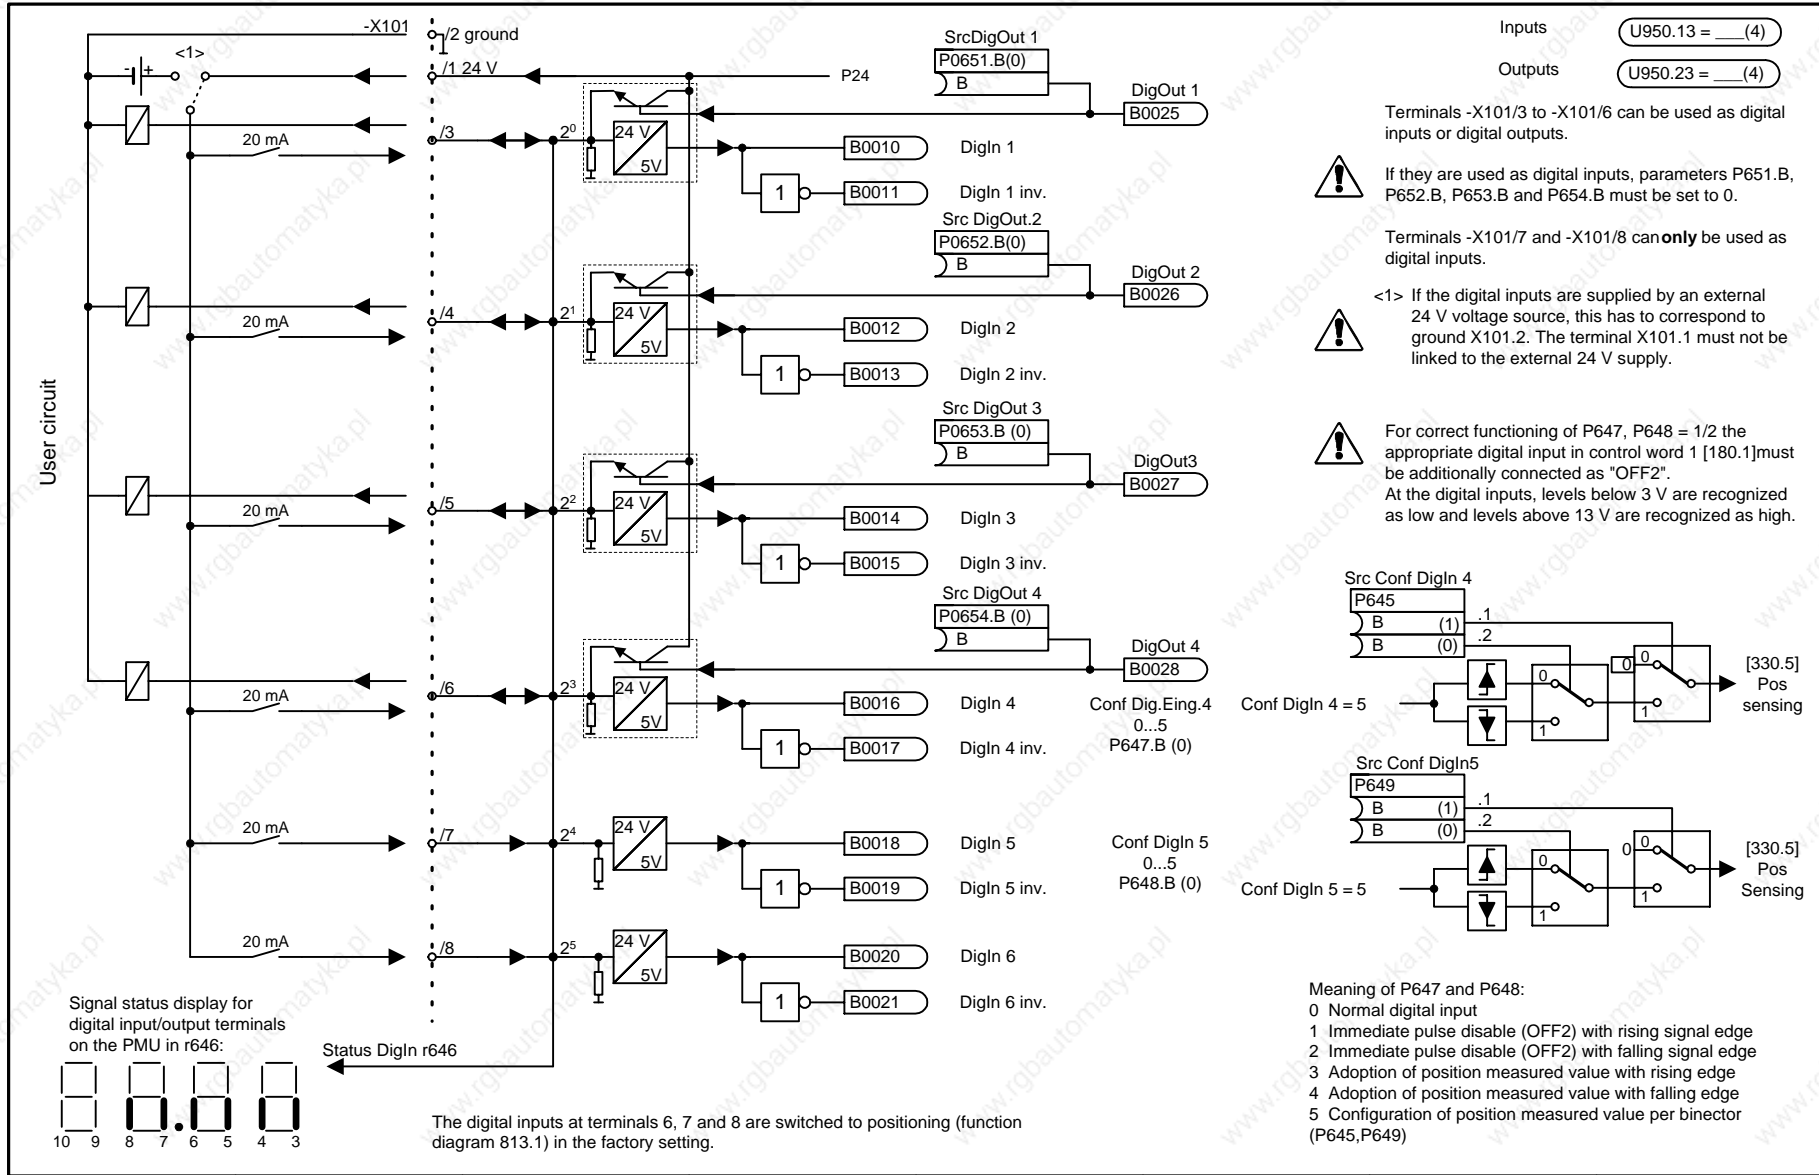 -X101
/2 ground
<1>
- +
/1 24 V
P24
SrcDigOut 1
P0651.B(0)
B
DigOut 1
B0025
20 mA
/3
2⁰
24 V
5V
B0010
DigIn 1
1
B0011
DigIn 1 inv.
Src DigOut.2
P0652.B(0)
B
DigOut 2
B0026
20 mA
/4
2¹
24 V
5V
B0012
DigIn 2
1
B0013
DigIn 2 inv.
User circuit
Src DigOut 3
P0653.B (0)
B
DigOut3
B0027
20 mA
/5
2²
24 V
5V
B0014
DigIn 3
1
B0015
DigIn 3 inv.
Src DigOut 4
P0654.B (0)
B
DigOut 4
B0028
20 mA
/6
2³
24 V
5V
B0016
DigIn 4
1
B0017
DigIn 4 inv.
Conf Dig.Eing.4
0...5
P647.B (0)
20 mA
/7
2⁴
24 V
5V
B0018
DigIn 5
1
B0019
DigIn 5 inv.
Conf DigIn 5
0...5
P648.B (0)
20 mA
/8
2⁵
24 V
5V
B0020
DigIn 6
1
B0021
DigIn 6 inv.
Signal status display for
digital input/output terminals
on the PMU in r646:
Status DigIn r646
10 9 8 7 6 5 4 3
The digital inputs at terminals 6, 7 and 8 are switched to positioning (function
diagram 813.1) in the factory setting.
Inputs
U950.13 = ___(4)
Outputs
U950.23 = ___(4)
Terminals -X101/3 to -X101/6 can be used as digital
inputs or digital outputs.
If they are used as digital inputs, parameters P651.B,
P652.B, P653.B and P654.B must be set to 0.
Terminals -X101/7 and -X101/8 can only be used as
digital inputs.
<1> If the digital inputs are supplied by an external
24 V voltage source, this has to correspond to
ground X101.2. The terminal X101.1 must not be
linked to the external 24 V supply.
For correct functioning of P647, P648 = 1/2 the
appropriate digital input in control word 1 [180.1]must
be additionally connected as "OFF2".
At the digital inputs, levels below 3 V are recognized
as low and levels above 13 V are recognized as high.
Src Conf DigIn 4
P645
B (1) .1
B (0) .2
Conf DigIn 4 = 5
0
1
0 0
1
[330.5]
Pos
sensing
Src Conf DigIn5
P649
B (1) .1
B (0) .2
Conf DigIn 5 = 5
0
1
0 0
1
[330.5]
Pos
Sensing
Meaning of P647 and P648:
0 Normal digital input
1 Immediate pulse disable (OFF2) with rising signal edge
2 Immediate pulse disable (OFF2) with falling signal edge
3 Adoption of position measured value with rising edge
4 Adoption of position measured value with falling edge
5 Configuration of position measured value per binector
(P645,P649)
www.rgbautomatyka.pl